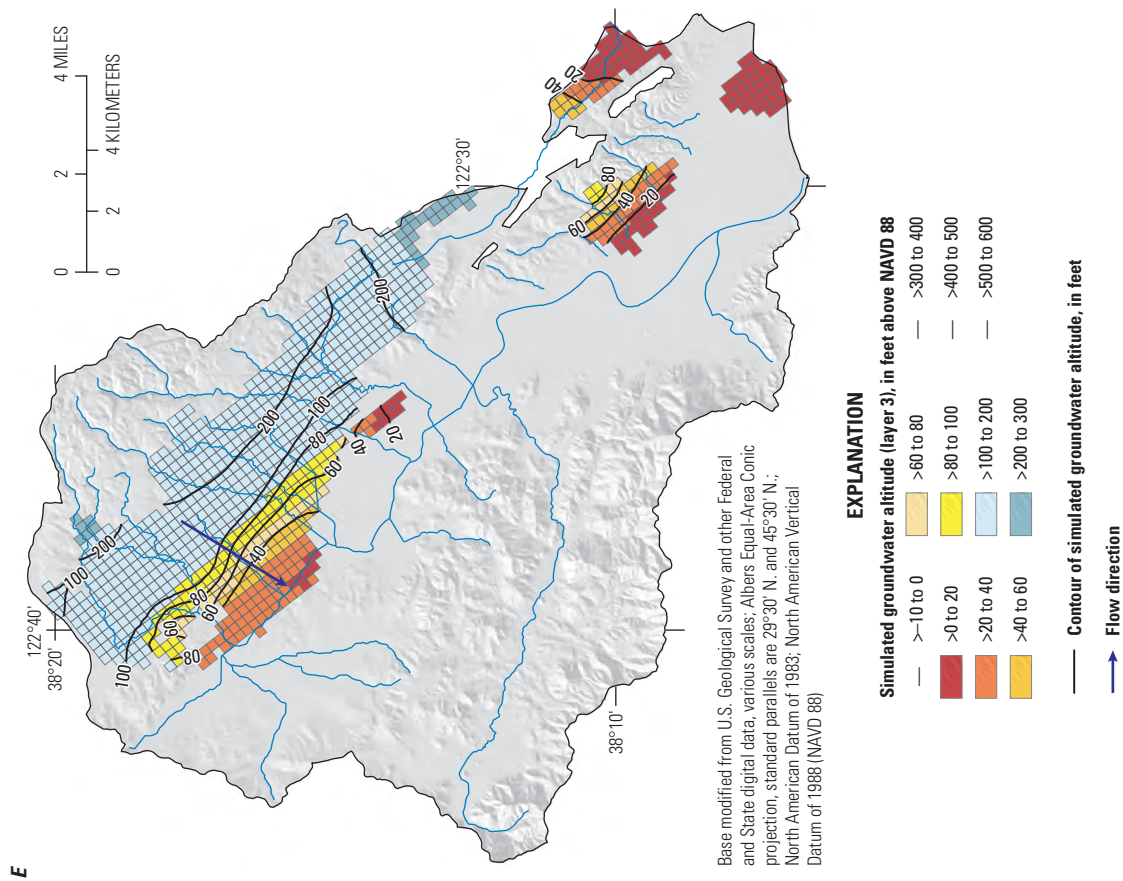 E
0 2 4 MILES
0 2 4 KILOMETERS
122°40'
38°20'
122°30'
38°10'
100
200
200
200
100
80
60
40
20
80
60
40
60
80
100
40
20
60
40
80
20
Base modified from U.S. Geological Survey and other Federal
and State digital data, various scales; Albers Equal-Area Conic
projection, standard parallels are 29°30' N. and 45°30' N.;
North American Datum of 1983; North American Vertical
Datum of 1988 (NAVD 88)
EXPLANATION
Simulated groundwater altitude (layer 3), in feet above NAVD 88
— >–10 to 0
>0 to 20
>20 to 40
>40 to 60
>60 to 80
>80 to 100
>100 to 200
>200 to 300
— >300 to 400
— >400 to 500
— >500 to 600
Contour of simulated groundwater altitude, in feet
Flow direction